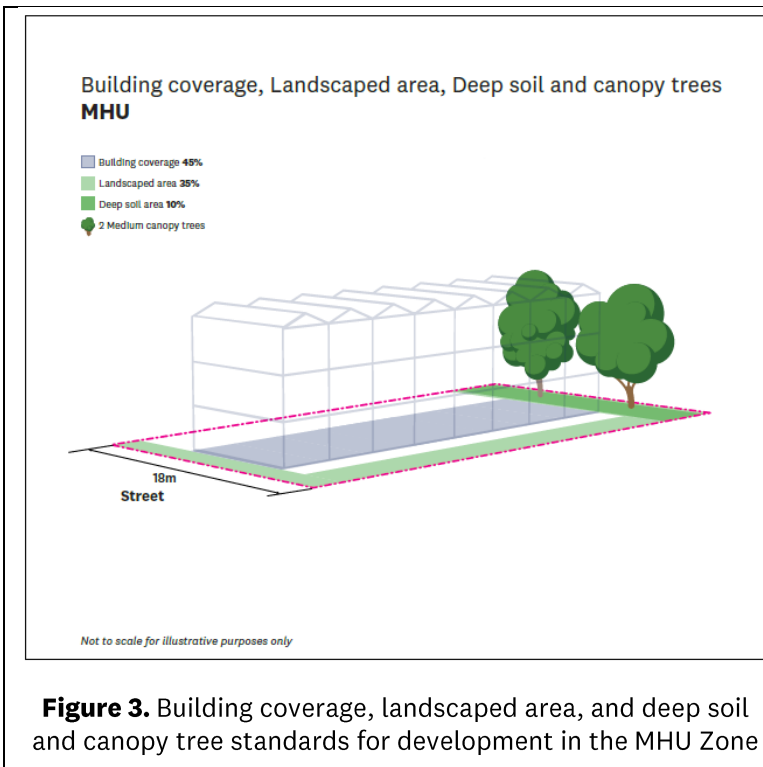 Building coverage, Landscaped area, Deep soil and canopy trees
MHU
Building coverage 45%
Landscaped area 35%
Deep soil area 10%
2 Medium canopy trees
18m
Street
Not to scale for illustrative purposes only
Figure 3. Building coverage, landscaped area, and deep soil
and canopy tree standards for development in the MHU Zone